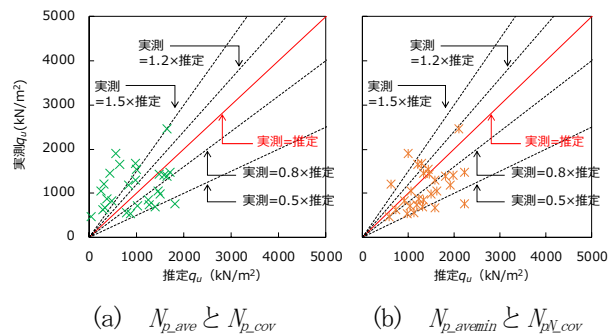 5000
4000
3000
2000
1000
0
実測qu(kN/m²)
実測
=1.2×推定
実測
=1.5×推定
実測=推定
実測=0.8×推定
実測=0.5×推定
0 1000 2000 3000 4000 5000
推定qu（kN/m²）
(a) Np_ave と Np_cov
5000
4000
3000
2000
1000
0
実測
=1.2×推定
実測
=1.5×推定
実測=推定
実測=0.8×推定
実測=0.5×推定
0 1000 2000 3000 4000 5000
推定qu（kN/m²）
(b) Np_avemin と NpN_cov